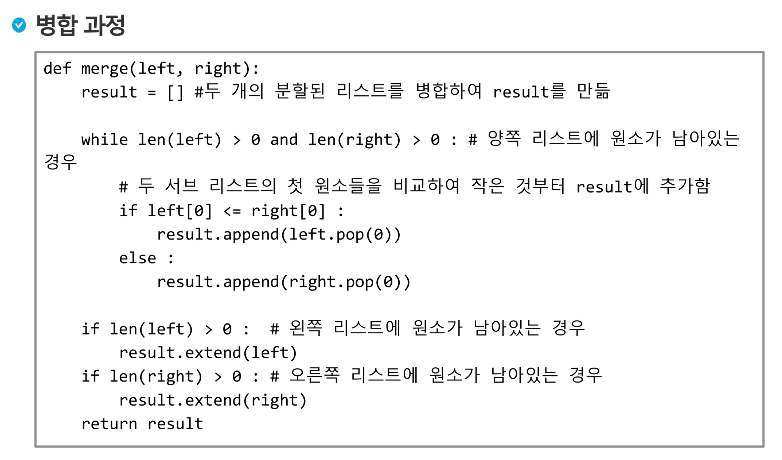 병합 과정
def merge(left, right):
    result = [] #두 개의 분할된 리스트를 병합하여 result를 만듦
    while len(left) > 0 and len(right) > 0 : # 양쪽 리스트에 원소가 남아있는
경우
        # 두 서브 리스트의 첫 원소들을 비교하여 작은 것부터 result에 추가함
        if left[0] <= right[0] :
            result.append(left.pop(0))
        else :
            result.append(right.pop(0))
    if len(left) > 0 :  # 왼쪽 리스트에 원소가 남아있는 경우
        result.extend(left)
    if len(right) > 0 : # 오른쪽 리스트에 원소가 남아있는 경우
        result.extend(right)
    return result